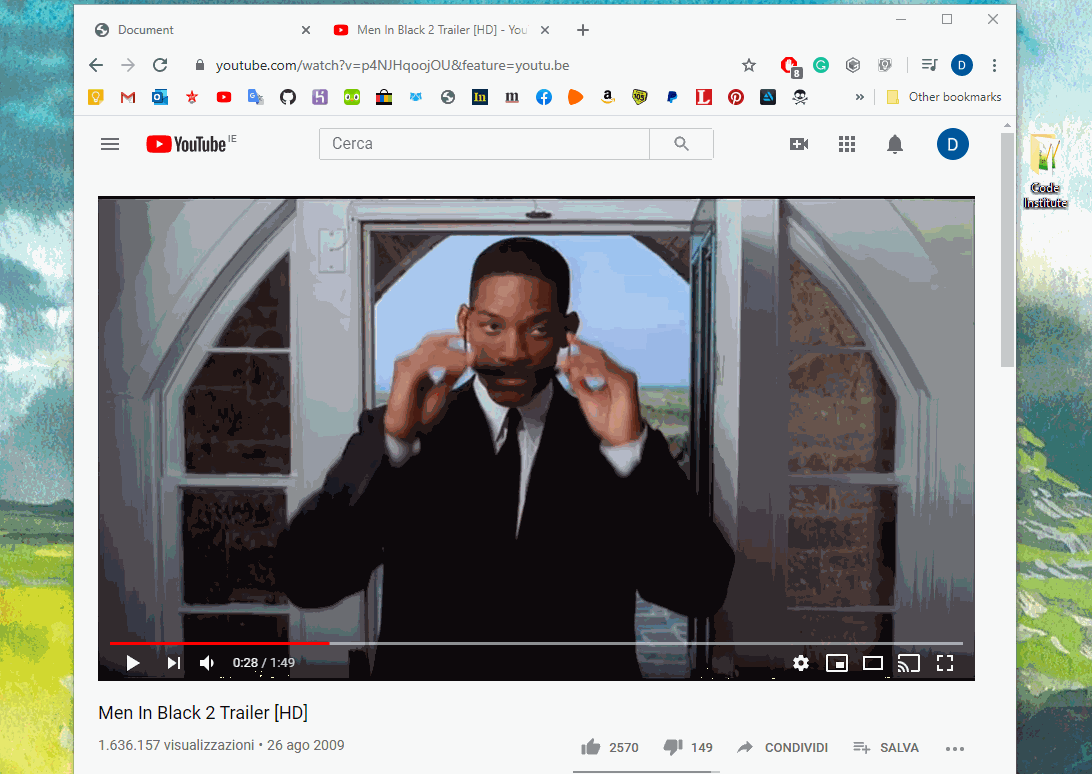 Document
Men In Black 2 Trailer [HD] - You
youtube.com/watch?v=p4NJHqoojOU&feature=youtu.be
8
D
In
m
105
L
Other bookmarks
YouTube IE
Cerca
D
Code
Institute
0:28 / 1:49
Men In Black 2 Trailer [HD]
1.636.157 visualizzazioni • 26 ago 2009
2570
149
CONDIVIDI
SALVA